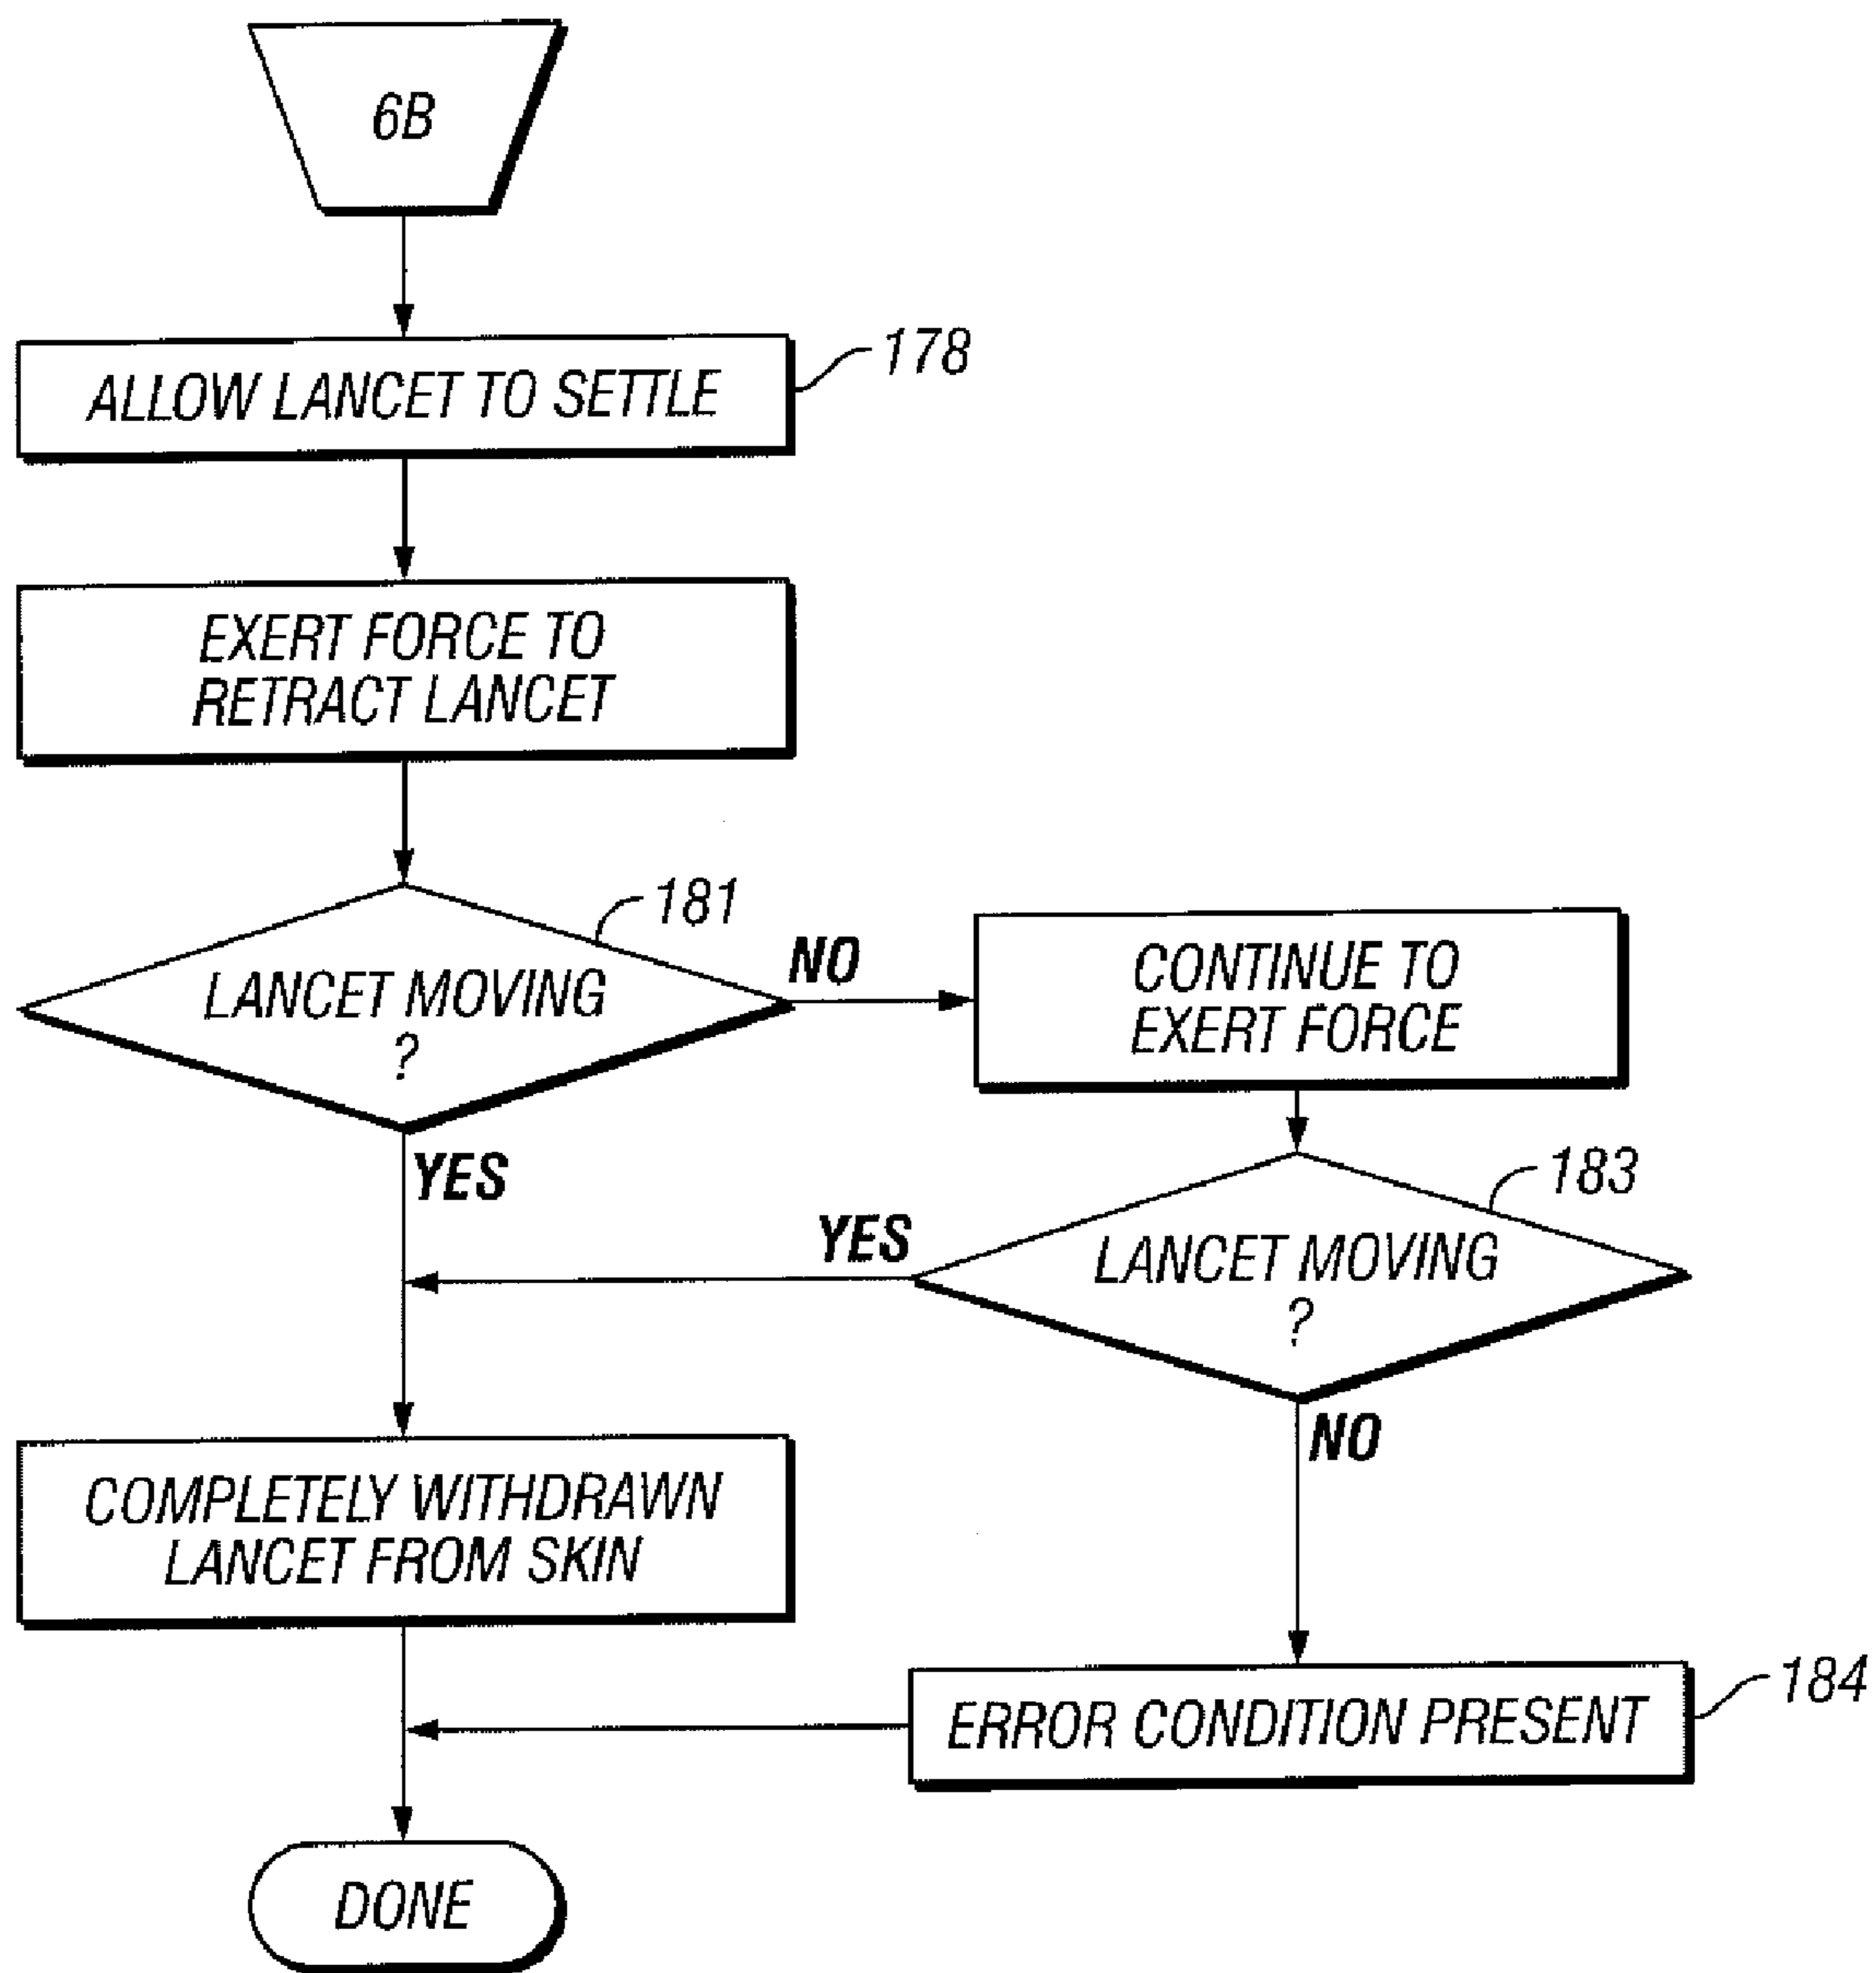 6B
ALLOW LANCET TO SETTLE
178
EXERT FORCE TO
RETRACT LANCET
181
LANCET MOVING
?
NO
CONTINUE TO
EXERT FORCE
YES
183
LANCET MOVING
?
YES
NO
COMPLETELY WITHDRAWN
LANCET FROM SKIN
ERROR CONDITION PRESENT
184
DONE